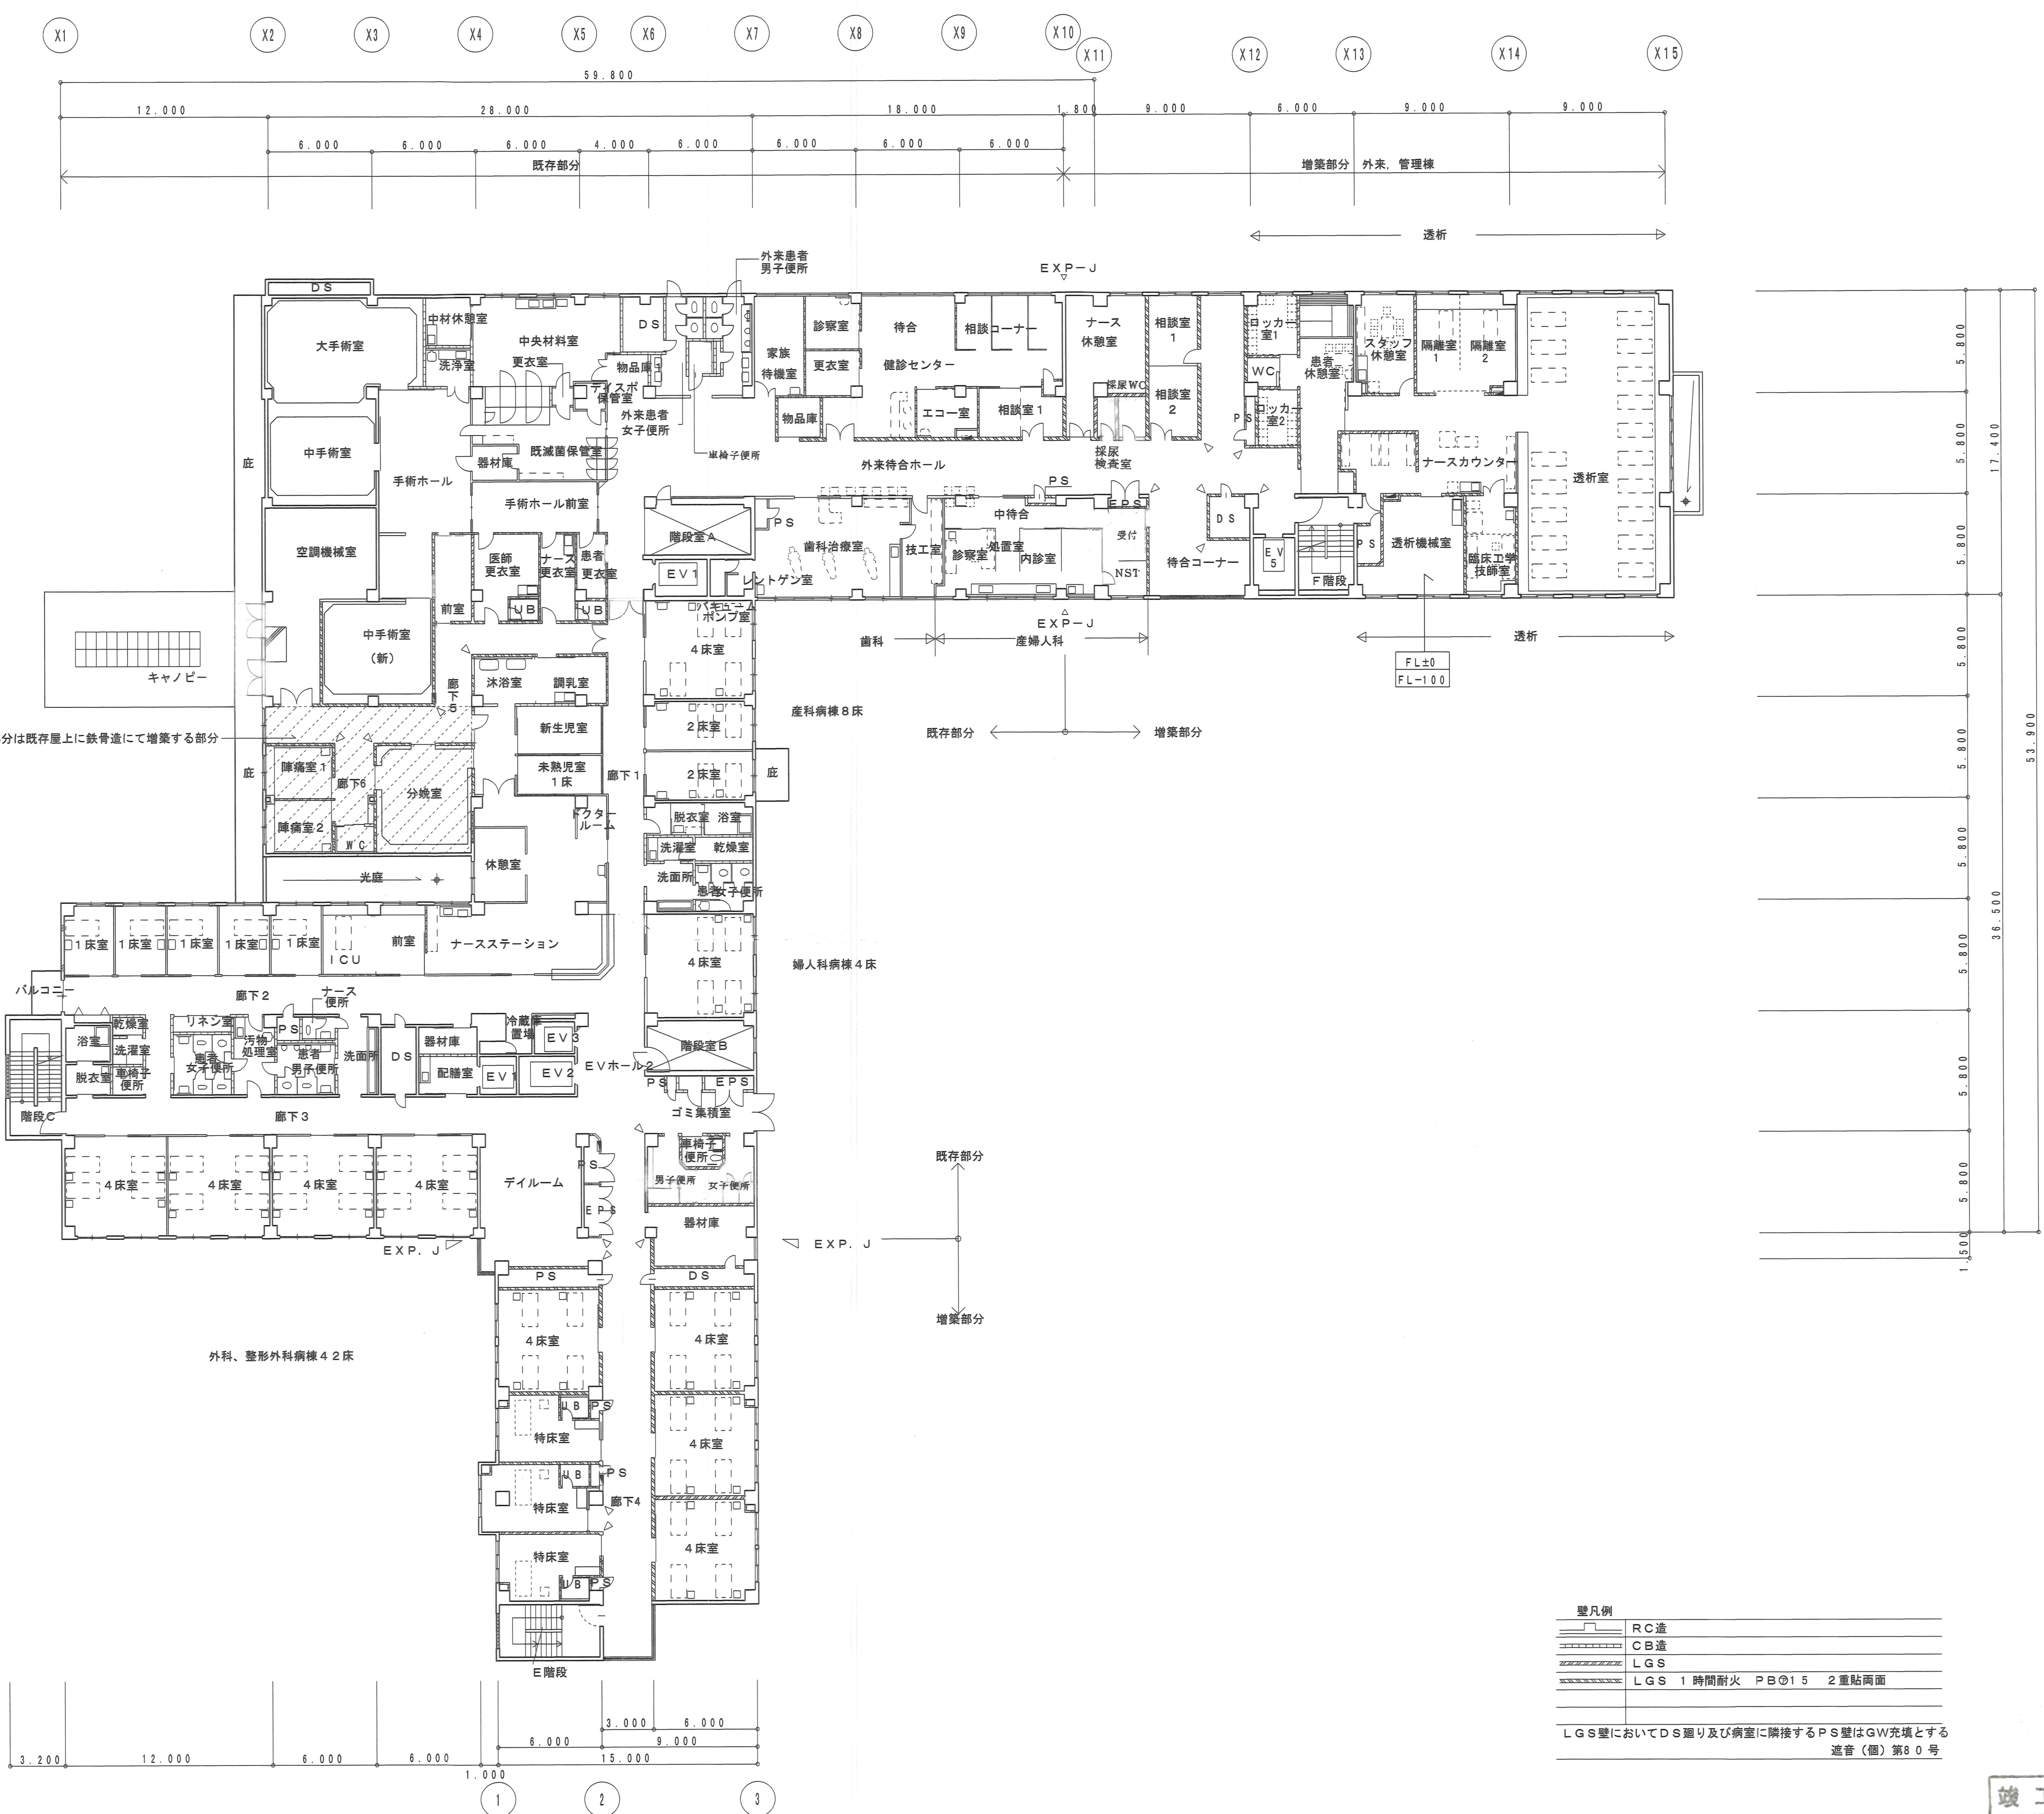 X1 X2 X3 X4 X5 X6 X7 X8 X9 X10 X11 X12 X13 X14 X15
59.800
12.000 28.000 18.000 1.800 9.000 6.000 9.000 9.000
6.000 6.000 6.000 4.000 6.000 6.000 6.000 6.000
既存部分
増築部分 外来，管理棟
透析
外来患者
男子便所
EXP−J
DS
大手術室
中材休憩室
洗浄室
中央材料室
更衣室
DS
物品庫1
ディスポ
保管室
外来患者
女子便所
車椅子便所
家族
待機室
診察室
更衣室
物品庫
待合
健診センター
相談コーナー
エコー室
相談室1
ナース
休憩室
採尿WC
採尿
検査室
相談室
1
相談室
2
ロッカー
室1
WC
ロッカー
室2
PS
患者
休憩室
スタッフ
休憩室
隔離室
1
隔離室
2
ナースカウンター
透析室
庇
中手術室
手術ホール
器材庫
既滅菌保管室
手術ホール前室
外来待合ホール
PS
EPS
DS
空調機械室
医師
更衣室
ナース
更衣室
患者
更衣室
UB
UB
前室
階段室A
EV1
PS
レントゲン室
歯科治療室
技工室
中待合
診察室
処置室
内診室
受付
NST
待合コーナー
EV
5
F階段
PS
透析機械室
臨床工学
技師室
中手術室
（新）
キャノピー
バキューム
ポンプ室
4床室
歯科
産婦人科
EXP−J
透析
FL±0
FL−100
廊
下
5
沐浴室
調乳室
新生児室
未熟児室
1床
廊下1
2床室
2床室
庇
産科病棟8床
既存部分
増築部分
分は既存屋上に鉄骨造にて増築する部分
庇
陣痛室1
陣痛室2
廊下6
分娩室
WC
光庭
ドクター
ルーム
休憩室
脱衣室
浴室
洗濯室
乾燥室
洗面所
患者女子便所
1床室
1床室
1床室
1床室
1床室
ICU
前室
ナースステーション
4床室
婦人科病棟4床
バルコニー
廊下2
ナース
便所
浴室
脱衣室
乾燥室
洗濯室
車椅子
便所
リネン室
患者
女子便所
汚物
処理室
PS
患者
男子便所
洗面所
DS
器材庫
配膳室
冷蔵庫
置場
EV3
EV1
EV2
EVホール2
階段室B
PS
EPS
ゴミ集積室
階段C
廊下3
4床室
4床室
4床室
4床室
デイルーム
PS
EPS
車椅子
便所
男子便所
女子便所
器材庫
既存部分
EXP．J
EXP．J
増築部分
PS
DS
4床室
4床室
外科、整形外科病棟42床
UB
PS
特床室
4床室
UB
PS
特床室
廊下4
4床室
特床室
UB
PS
E階段
5.800
5.800
5.800
5.800
5.800
5.800
5.800
5.800
5.800
1.500
17.400
36.500
53.900
3.000 6.000
6.000 9.000
3.200 12.000 6.000 6.000 15.000
1.000
1 2 3
壁凡例
RC造
CB造
LGS
LGS 1時間耐火 PB㋐15 2重貼両面
LGS壁においてDS廻り及び病室に隣接するPS壁はGW充填とする
遮音（個）第80号
竣